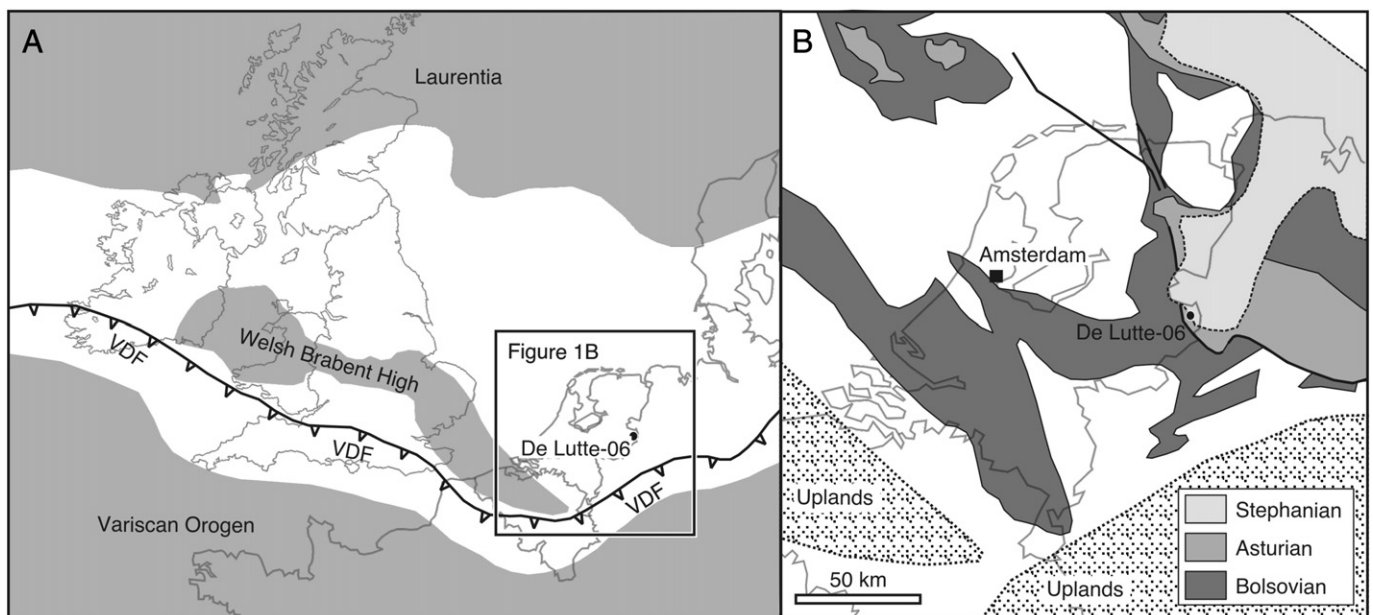 A
Laurentia
VDF
Welsh Brabent High
Figure 1B
De Lutte-06
VDF
VDF
Variscan Orogen
B
Amsterdam
De Lutte-06
Uplands
Stephanian
Asturian
Bolsovian
50 km
Uplands